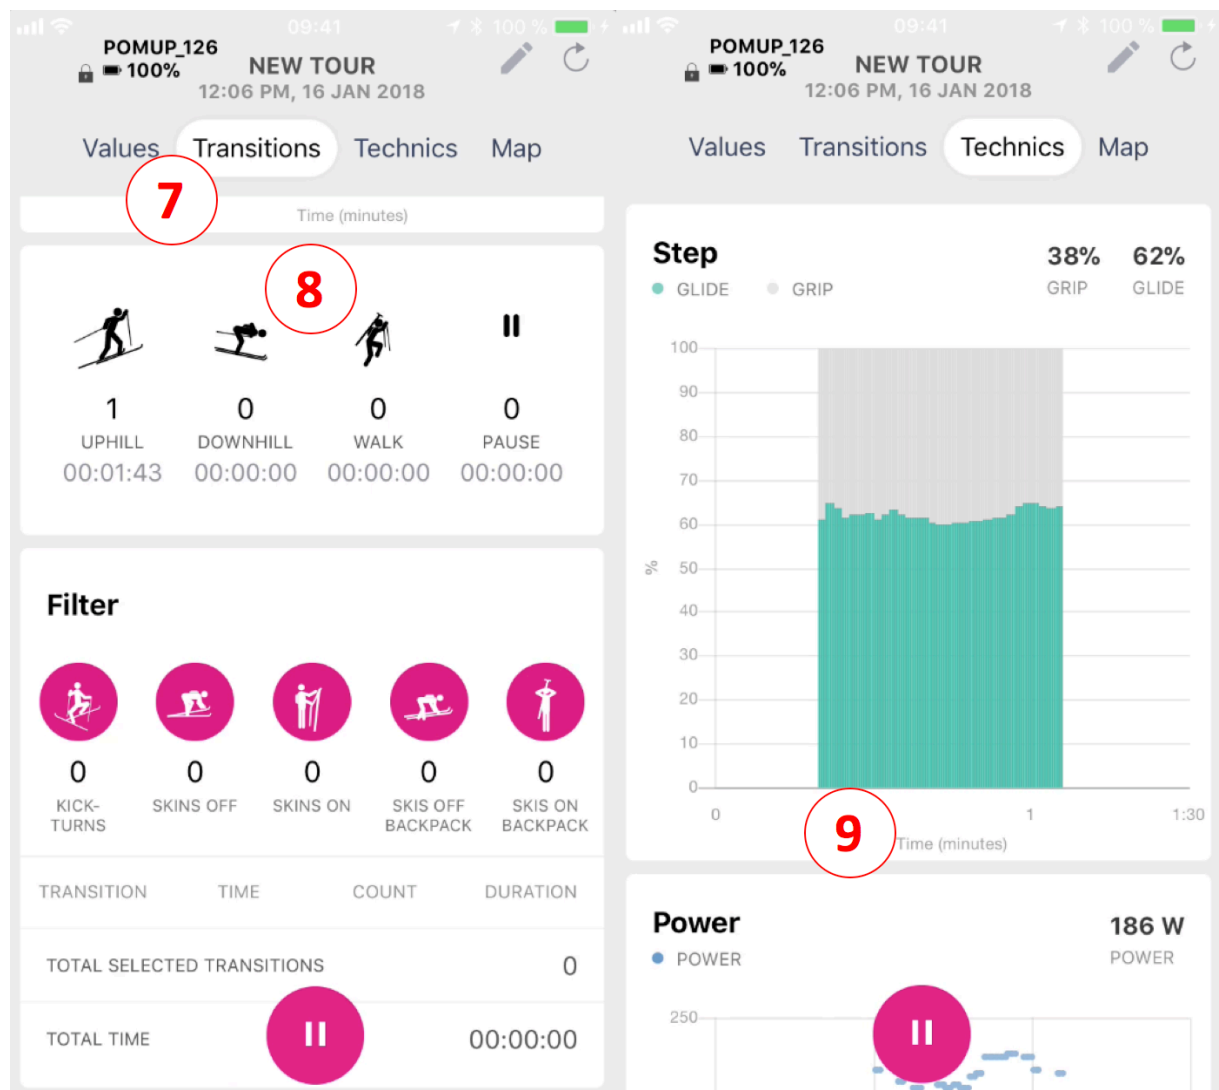 09:41
100 %
POMUP_126
100%
NEW TOUR
12:06 PM, 16 JAN 2018
Values
Transitions
Technics
Map
7
Time (minutes)
8
1
0
0
0
UPHILL
DOWNHILL
WALK
PAUSE
00:01:43
00:00:00
00:00:00
00:00:00
Filter
0
0
0
0
0
KICK-
TURNS
SKINS OFF
SKINS ON
SKIS OFF
BACKPACK
SKIS ON
BACKPACK
TRANSITION
TIME
COUNT
DURATION
TOTAL SELECTED TRANSITIONS
0
TOTAL TIME
00:00:00
09:41
100 %
POMUP_126
100%
NEW TOUR
12:06 PM, 16 JAN 2018
Values
Transitions
Technics
Map
Step
38%
62%
GLIDE
GRIP
GRIP
GLIDE
100
90
80
70
60
%
50
40
30
20
10
0
0
1
1:30
9
Time (minutes)
Power
186 W
POWER
POWER
250